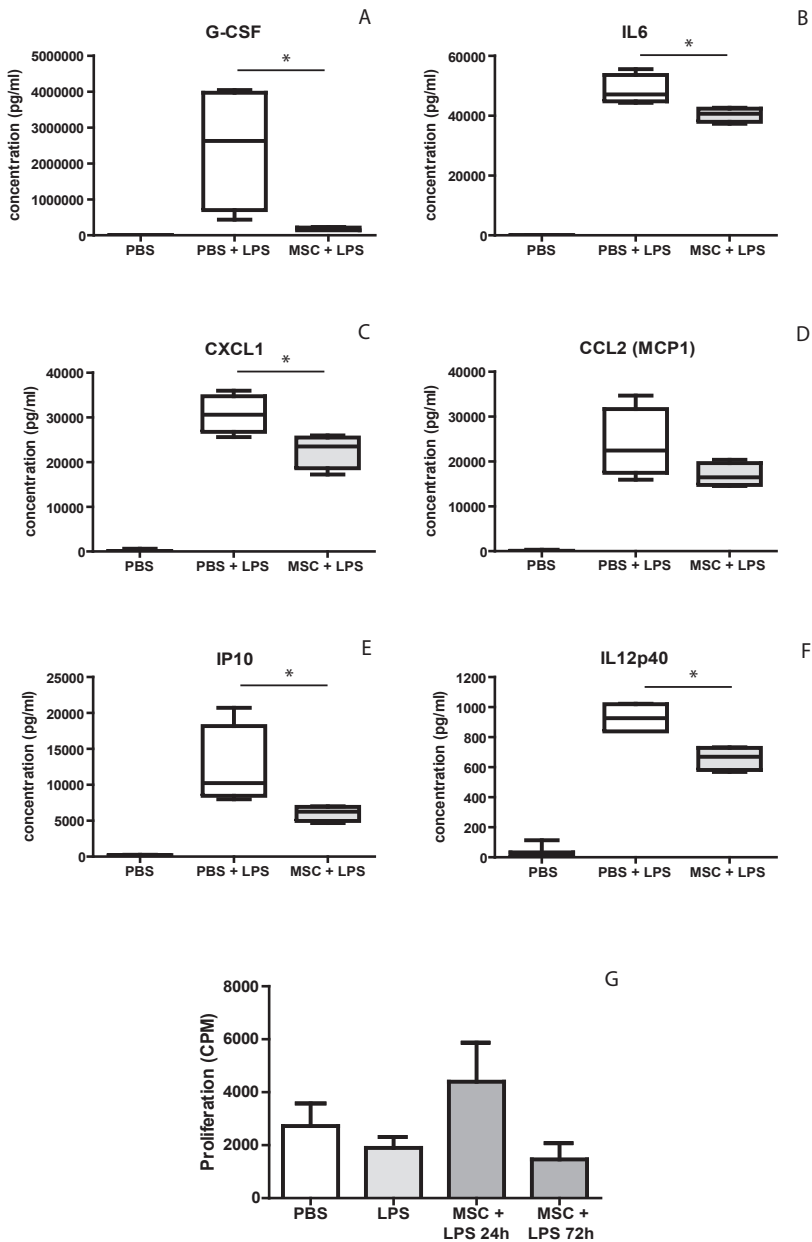 A
G-CSF
*
concentration (pg/ml)
5000000
4000000
3000000
2000000
1000000
0
PBS
PBS + LPS
MSC + LPS
B
IL6
*
concentration (pg/ml)
60000
40000
20000
0
PBS
PBS + LPS
MSC + LPS
C
CXCL1
*
concentration (pg/ml)
40000
30000
20000
10000
0
PBS
PBS + LPS
MSC + LPS
D
CCL2 (MCP1)
concentration (pg/ml)
40000
30000
20000
10000
0
PBS
PBS + LPS
MSC + LPS
E
IP10
*
concentration (pg/ml)
25000
20000
15000
10000
5000
0
PBS
PBS + LPS
MSC + LPS
F
IL12p40
*
concentration (pg/ml)
1200
1000
800
600
400
200
0
PBS
PBS + LPS
MSC + LPS
G
Proliferation (CPM)
8000
6000
4000
2000
0
PBS
LPS
MSC +
LPS 24h
MSC +
LPS 72h